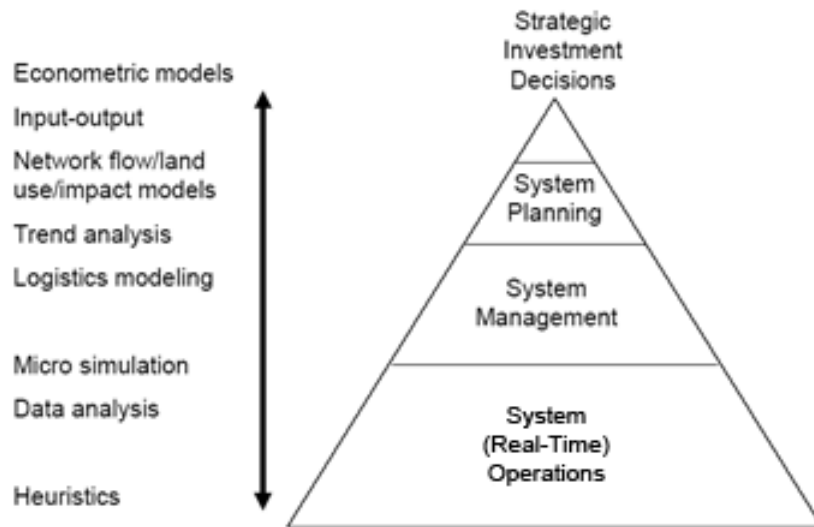 Strategic
Investment
Decisions
Econometric models
Input-output
Network flow/land
use/impact models
Trend analysis
Logistics modeling
Micro simulation
Data analysis
Heuristics
System
Planning
System
Management
System
(Real-Time)
Operations